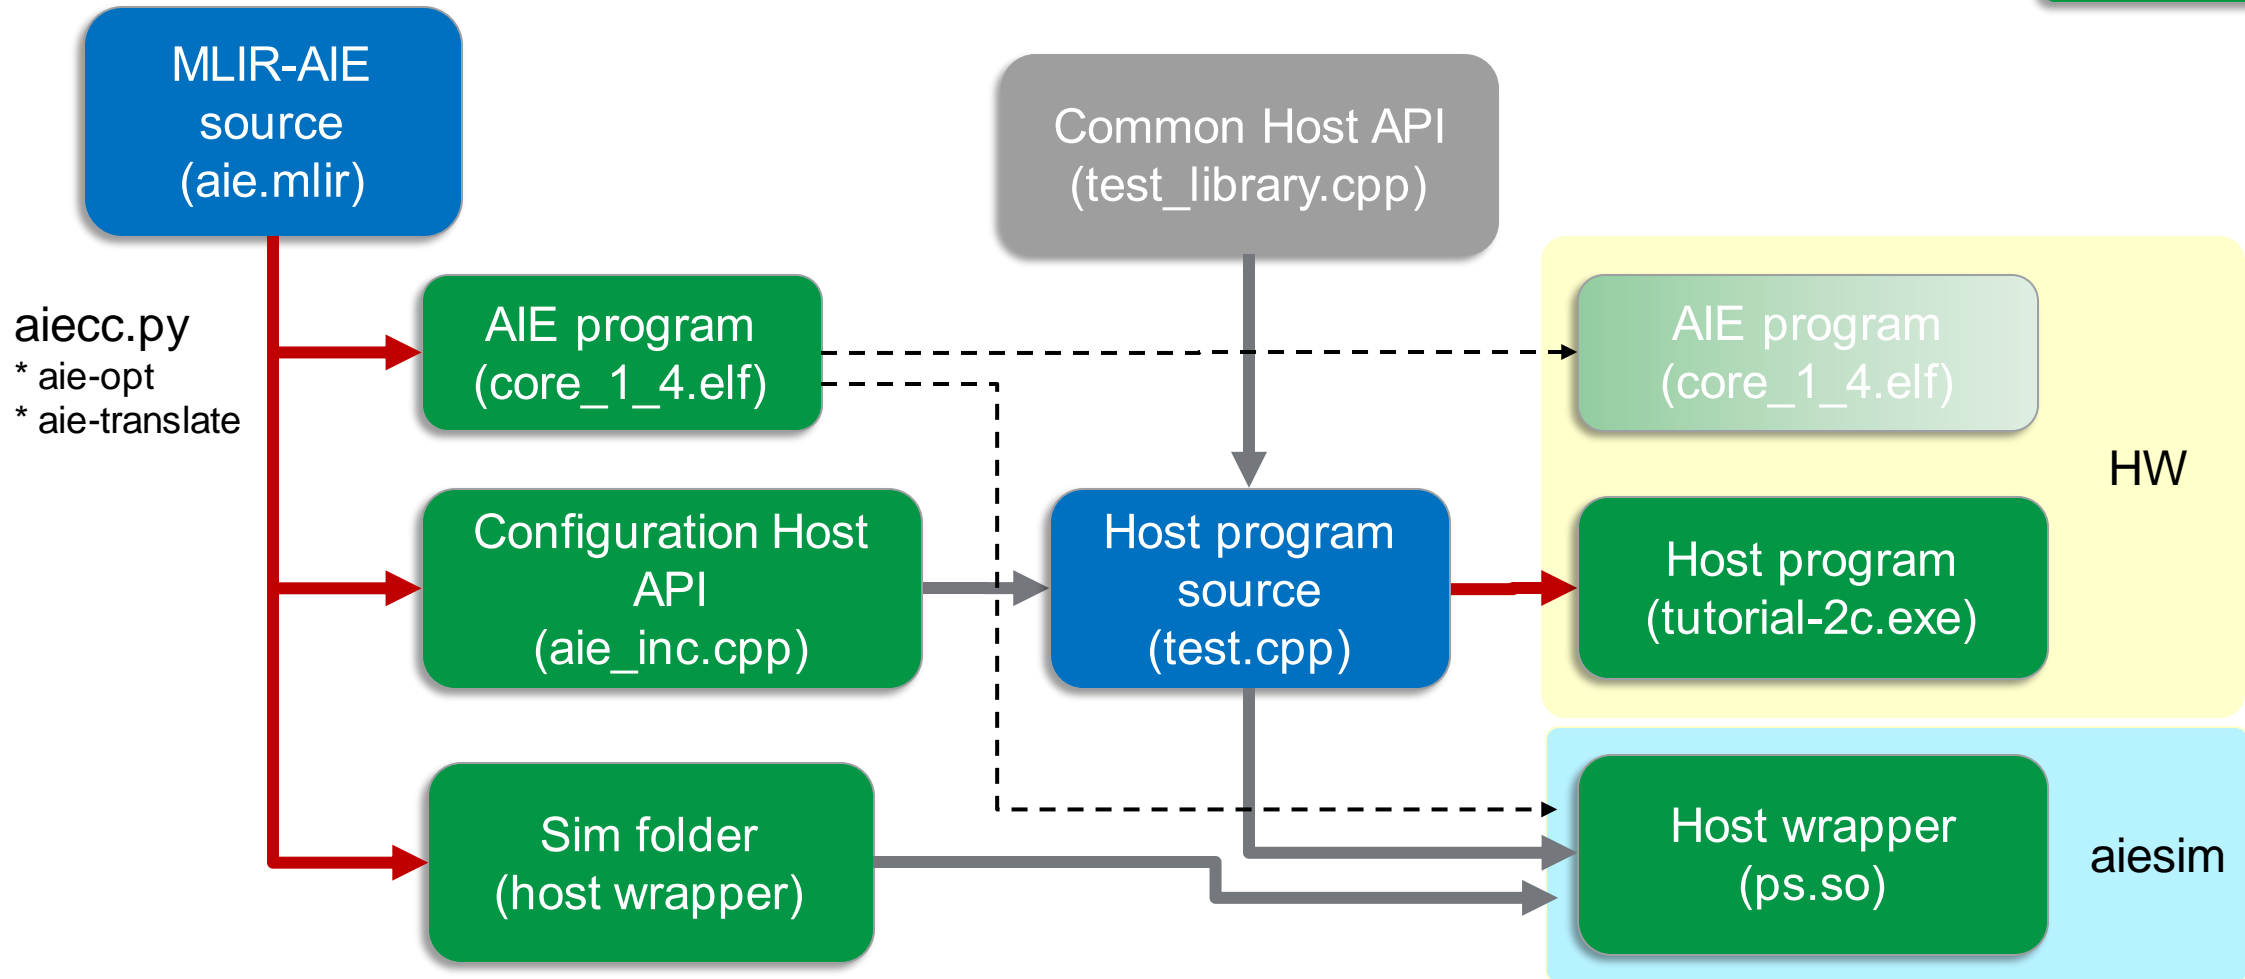 MLIR-AIE
source
(aie.mlir)
Common Host API
(test_library.cpp)
aiecc.py
* aie-opt
* aie-translate
AIE program
(core_1_4.elf)
AIE program
(core_1_4.elf)
HW
Configuration Host
API
(aie_inc.cpp)
Host program
source
(test.cpp)
Host program
(tutorial-2c.exe)
Sim folder
(host wrapper)
Host wrapper
(ps.so)
aiesim